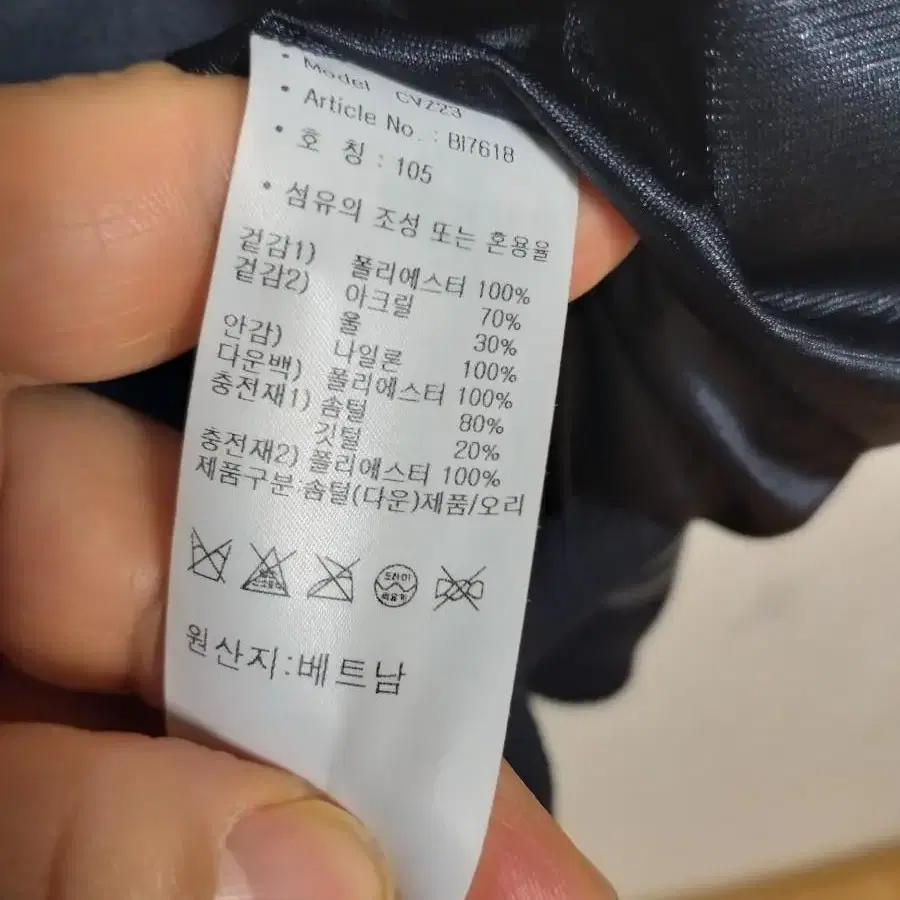 • Model CVZ23
• Article No. : BI7618
• 호 칭 : 105
• 섬유의 조성 또는 혼용율
겉감1) 폴리에스터 100%
겉감2) 아크릴 70%
울 30%
안감) 나일론 100%
다운백) 폴리에스터 100%
충전재1) 솜털 80%
깃털 20%
충전재2) 폴리에스터 100%
제품구분:솜털(다운)제품/오리
드라이
원산지:베트남